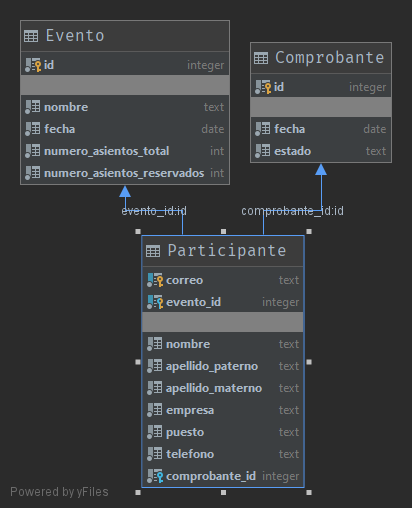 Evento
id integer
nombre text
fecha date
numero_asientos_total int
numero_asientos_reservados int
Comprobante
id integer
fecha date
estado text
evento_id:id
comprobante_id:id
Participante
correo text
evento_id integer
nombre text
apellido_paterno text
apellido_materno text
empresa text
puesto text
telefono text
comprobante_id integer
Powered by yFiles